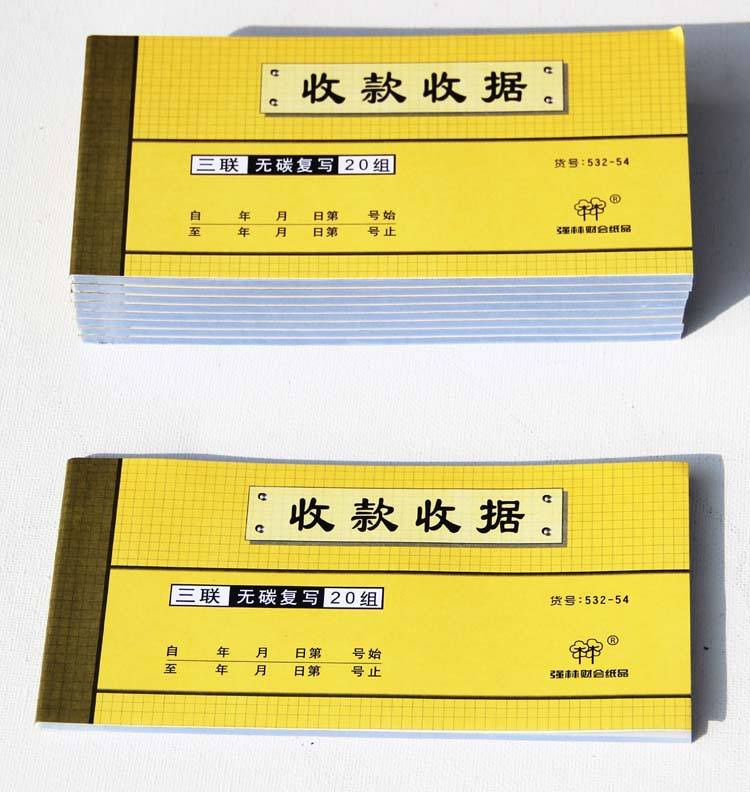 收款收据
三联 无碳复写 20组
货号:532-54
自 年 月 日第 号始
至 年 月 日第 号止
®
强林财会纸品
收款收据
三联 无碳复写 20组
货号:532-54
自 年 月 日第 号始
至 年 月 日第 号止
®
强林财会纸品